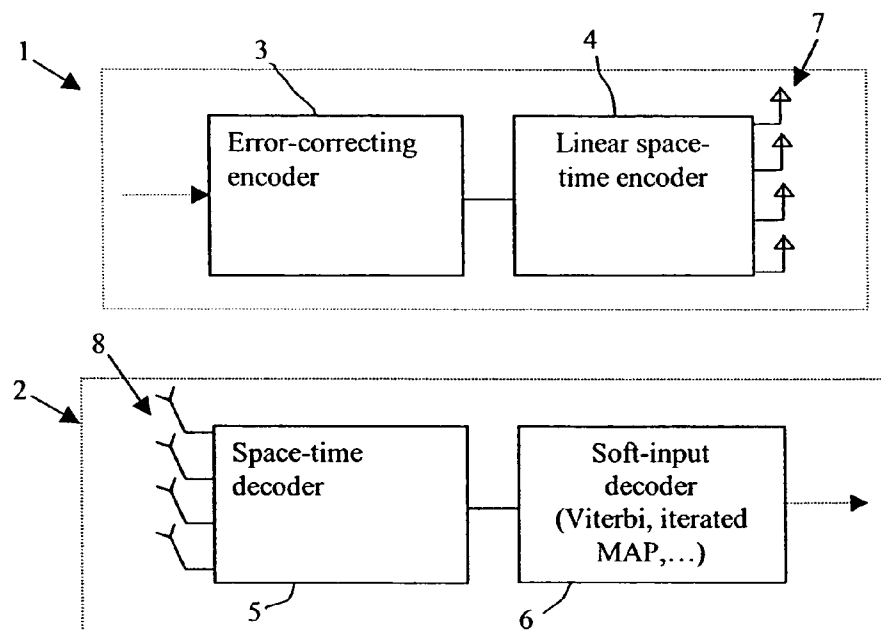 1
3
4
7
Error-correcting
encoder
Linear space-
time encoder
2
8
Space-time
decoder
Soft-input
decoder
(Viterbi, iterated
MAP,...)
5
6